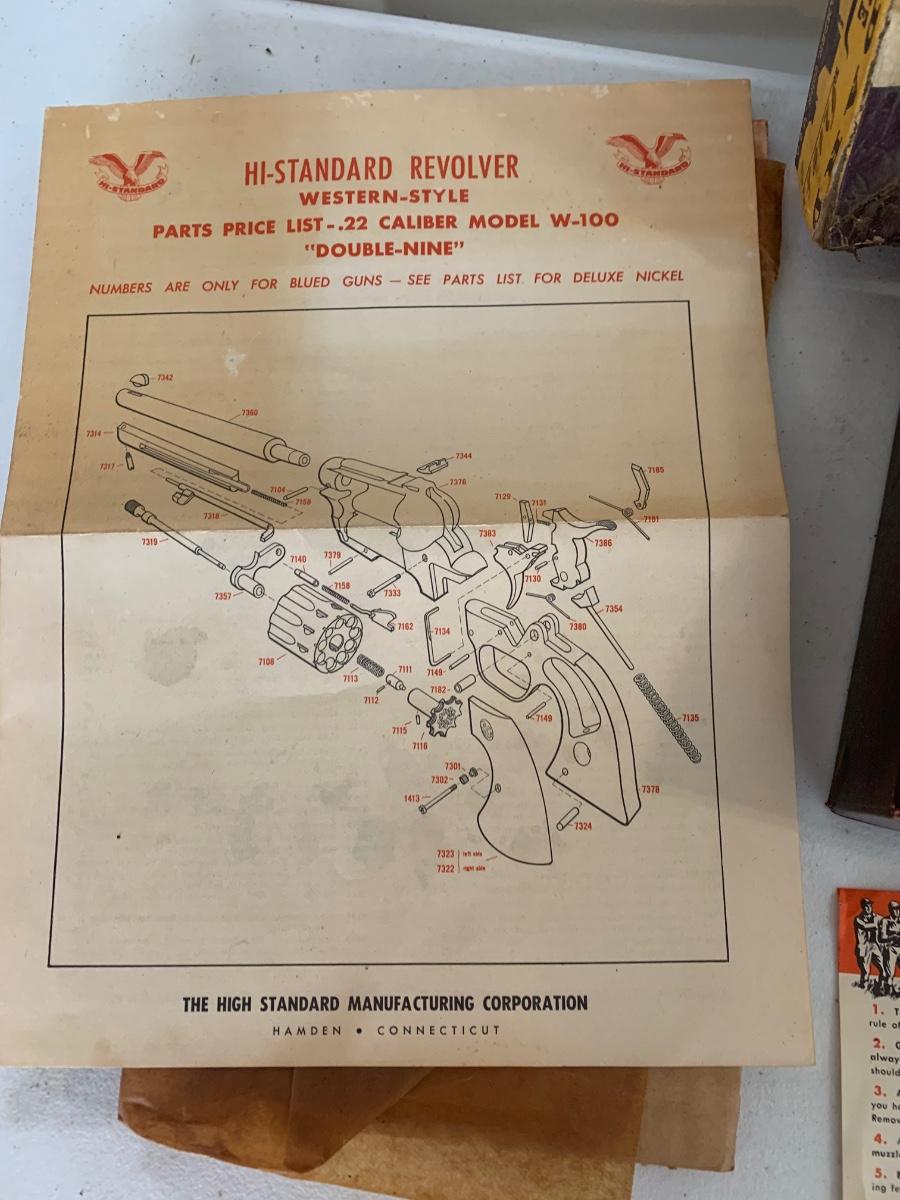 HI-STANDARD
HI-STANDARD
HI-STANDARD REVOLVER
WESTERN-STYLE
PARTS PRICE LIST-.22 CALIBER MODEL W-100
"DOUBLE-NINE"
NUMBERS ARE ONLY FOR BLUED GUNS — SEE PARTS LIST FOR DELUXE NICKEL
7342
7360
7314
7317
7344
7376
7104
7158
7318
7185
7129
7131
7181
7319
7383
7386
7379
7140
7130
7357
7158
7333
7354
7162
7134
7380
7108
7113
7111
7149
7112
7182
7115
7116
7149
7135
7301
7302
1413
7378
7324
7323 left side
7322 right side
THE HIGH STANDARD MANUFACTURING CORPORATION
HAMDEN • CONNECTICUT
1. T
rule of
2.
alway
should
3. A
you ha
Remov
4. A
muzzl
5.
ing fe